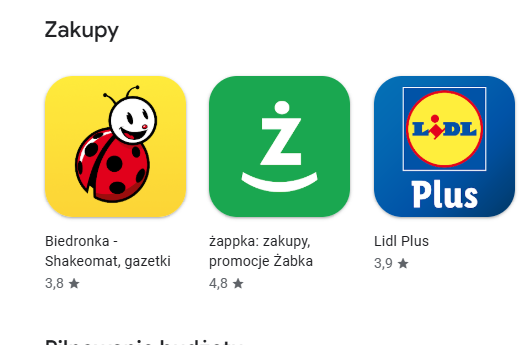 Zakupy
Ż
LIDL
Plus
Biedronka -
Shakeomat, gazetki
3,8 ★
żappka: zakupy,
promocje Żabka
4,8 ★
Lidl Plus
3,9 ★